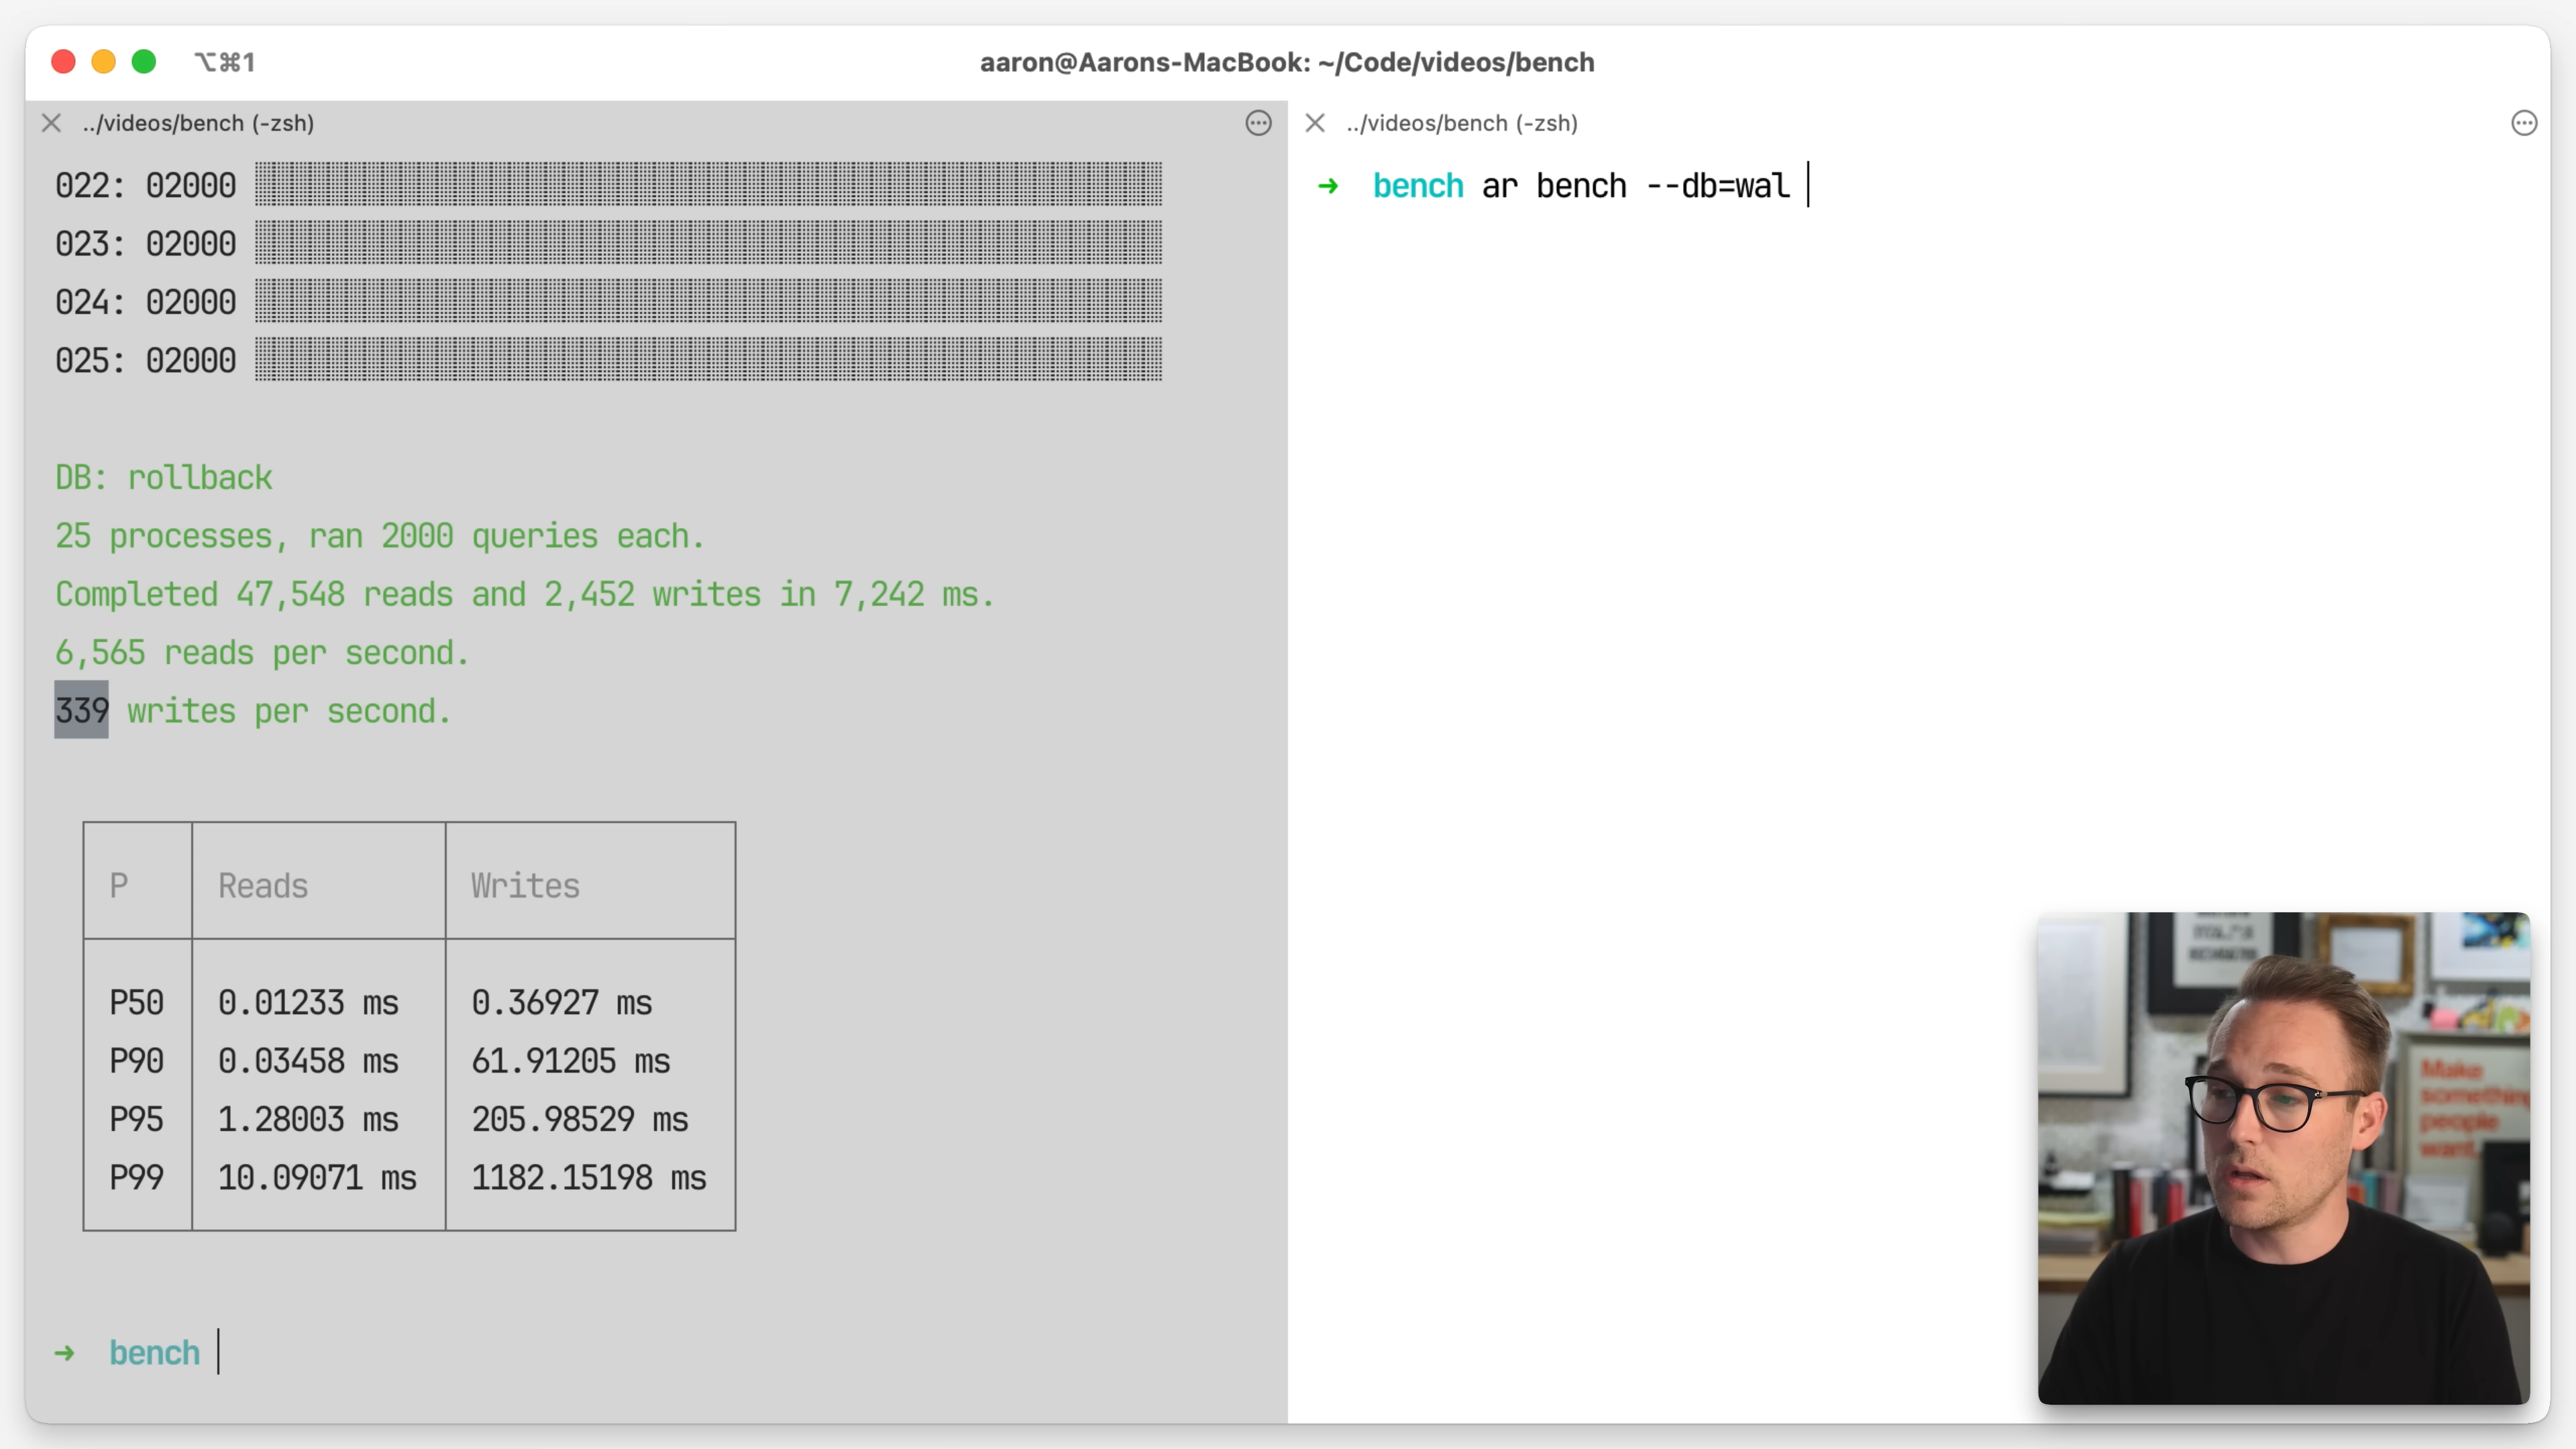 ⌥⌘1
aaron@Aarons-MacBook: ~/Code/videos/bench
../videos/bench (-zsh)
022: 02000
023: 02000
024: 02000
025: 02000
DB: rollback
25 processes, ran 2000 queries each.
Completed 47,548 reads and 2,452 writes in 7,242 ms.
6,565 reads per second.
339 writes per second.
P Reads Writes
P50 0.01233 ms 0.36927 ms
P90 0.03458 ms 61.91205 ms
P95 1.28003 ms 205.98529 ms
P99 10.09071 ms 1182.15198 ms
➜ bench
../videos/bench (-zsh)
➜ bench ar bench --db=wal
Make
something
people
want